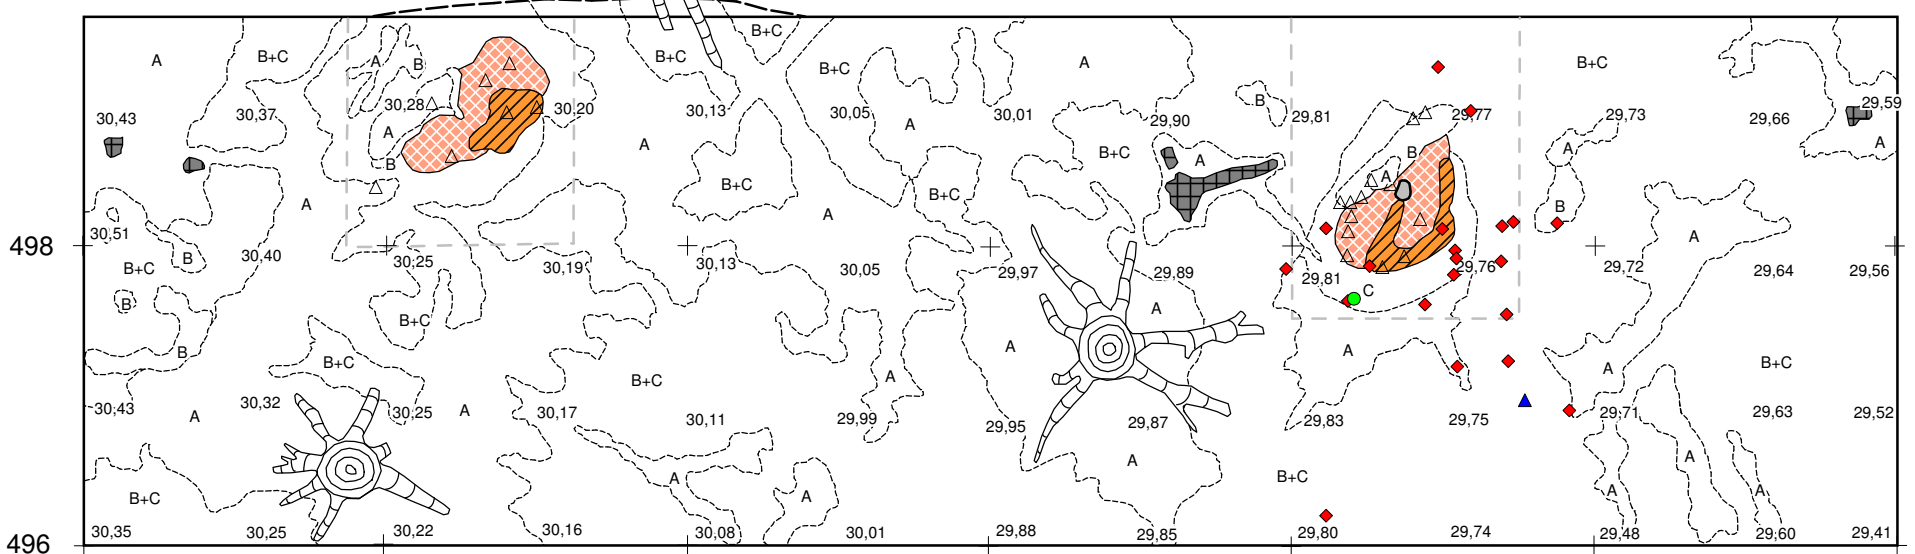 A B+C A B B+C B+C B+C A B+C
30,43 30,37 30,28 30,20 30,13 30,05 30,01 29,90 B 29,81 29,77 29,73 29,66 29,59
A B A A B+C A B A A
B+C B+C A B
30,51 A A A
498
B+C B 30,40 30,25 30,19 30,13 30,05 29,97 29,89 29,81 29,76 29,72 29,64 29,56
B B+C C A
B B+C A A A B+C
B+C A A
30,43 A 30,32 30,25 A 30,17 30,11 29,99 29,95 29,87 29,83 29,75 29,71 29,63 29,52
B+C A A A B+C A A A
30,35 30,25 30,22 30,16 30,08 30,01 29,88 29,85 29,80 29,74 29,48 29,60 29,41
496